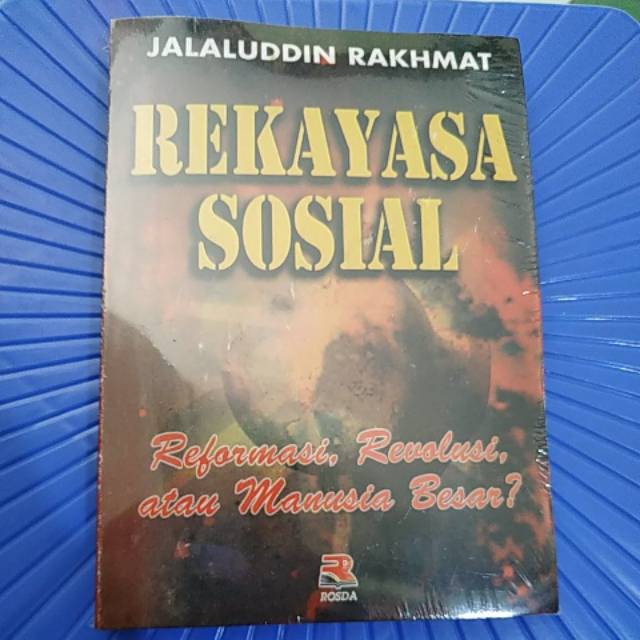 JALALUDDIN RAKHMAT
REKAYASA
SOSIAL
Reformasi, Revolusi,
atau Manusia Besar?
ROSDA